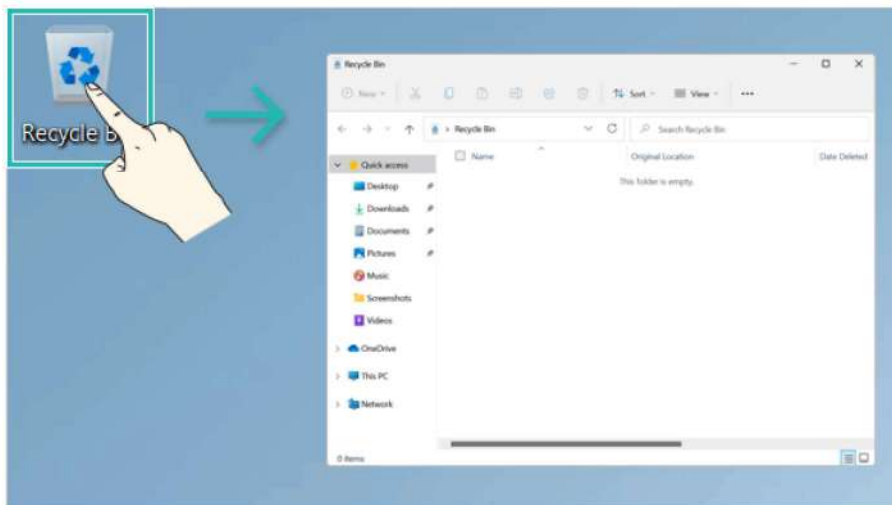 Recycle B
Recycle Bin
New
Sort
View
Recycle Bin
Search Recycle Bin
Name
Original Location
Date Deleted
This folder is empty.
Quick access
Desktop
Downloads
Documents
Pictures
Music
Screenshots
Videos
OneDrive
This PC
Network
0 items